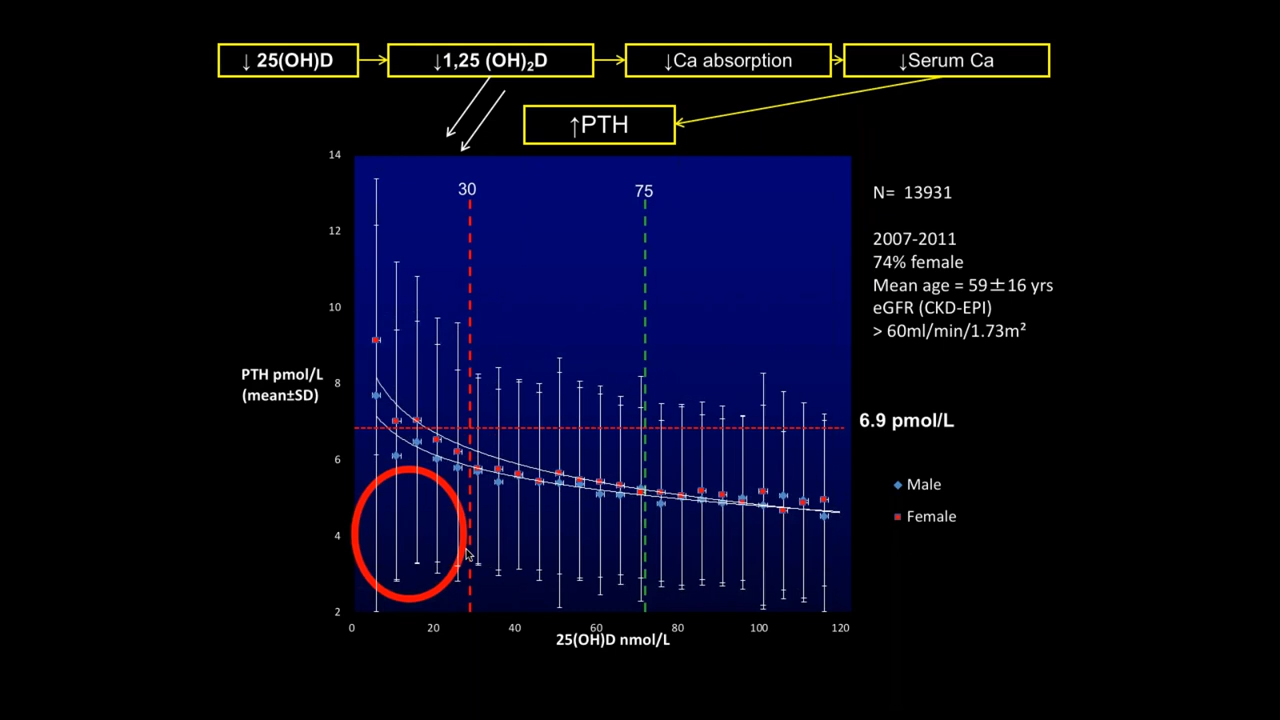 ↓ 25(OH)D
↓1,25 (OH)₂D
↓Ca absorption
↓Serum Ca
↑PTH
14
12
10
8
6
4
2
30
75
N= 13931
2007-2011
74% female
Mean age = 59±16 yrs
eGFR (CKD-EPI)
> 60ml/min/1.73m²
PTH pmol/L
(mean±SD)
6.9 pmol/L
Male
Female
0 20 40 60 80 100 120
25(OH)D nmol/L